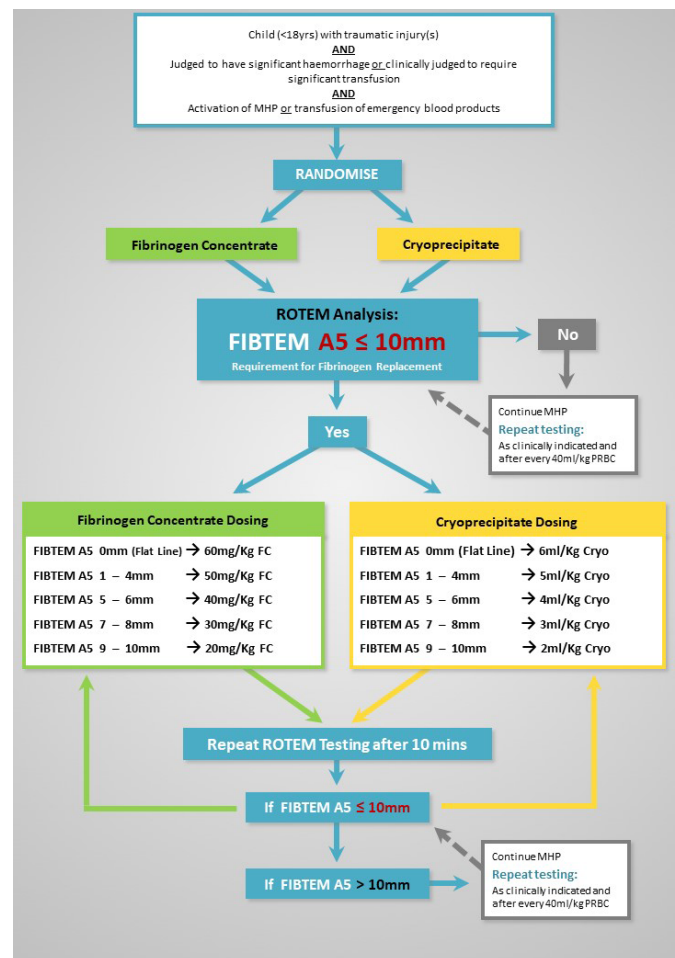 Child (<18yrs) with traumatic injury(s)
AND
Judged to have significant haemorrhage or clinically judged to require
significant transfusion
AND
Activation of MHP or transfusion of emergency blood products
RANDOMISE
Fibrinogen Concentrate
Cryoprecipitate
ROTEM Analysis:
FIBTEM A5 ≤ 10mm
Requirement for Fibrinogen Replacement
No
Continue MHP
Repeat testing:
As clinically indicated and
after every 40ml/kg PRBC
Yes
Fibrinogen Concentrate Dosing
FIBTEM A5 0mm (Flat Line) → 60mg/Kg FC
FIBTEM A5 1 – 4mm → 50mg/Kg FC
FIBTEM A5 5 – 6mm → 40mg/Kg FC
FIBTEM A5 7 – 8mm → 30mg/Kg FC
FIBTEM A5 9 – 10mm → 20mg/Kg FC
Cryoprecipitate Dosing
FIBTEM A5 0mm (Flat Line) → 6ml/Kg Cryo
FIBTEM A5 1 – 4mm → 5ml/Kg Cryo
FIBTEM A5 5 – 6mm → 4ml/Kg Cryo
FIBTEM A5 7 – 8mm → 3ml/Kg Cryo
FIBTEM A5 9 – 10mm → 2ml/Kg Cryo
Repeat ROTEM Testing after 10 mins
If FIBTEM A5 ≤ 10mm
If FIBTEM A5 > 10mm
Continue MHP
Repeat testing:
As clinically indicated and
after every 40ml/kg PRBC